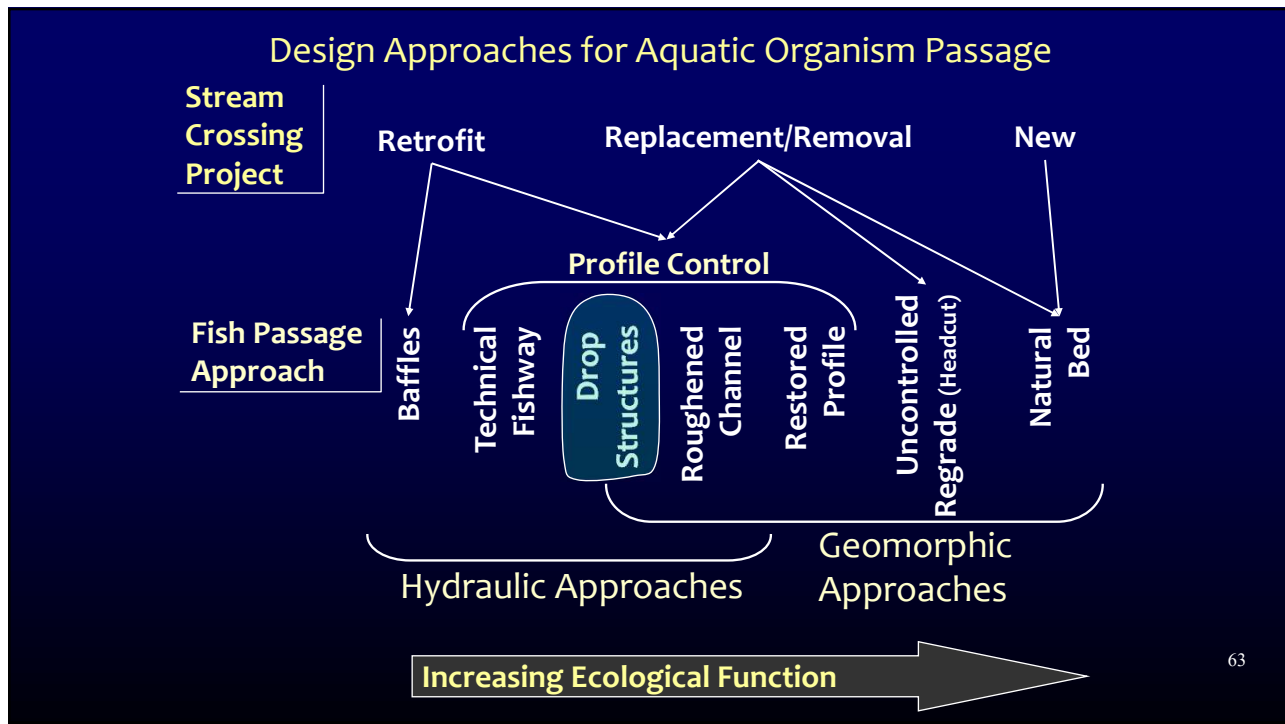 Design Approaches for Aquatic Organism Passage
Stream
Crossing
Project
Retrofit
Replacement/Removal
New
Profile Control
Fish Passage
Approach
Baffles
Technical
Fishway
Drop
Structures
Roughened
Channel
Restored
Profile
Uncontrolled
Regrade (Headcut)
Natural
Bed
Hydraulic Approaches
Geomorphic
Approaches
Increasing Ecological Function
63